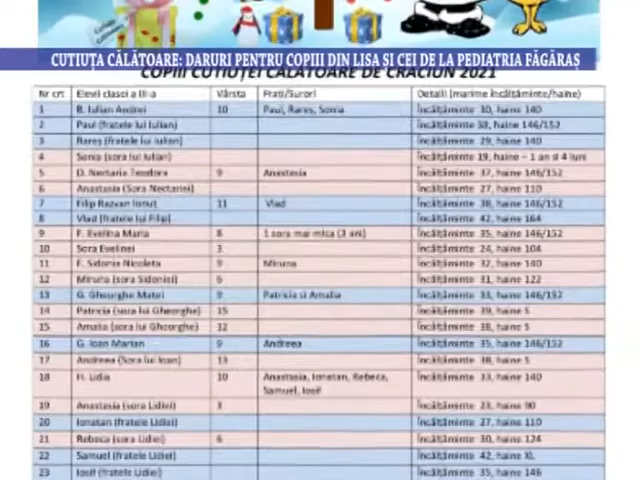 CUTIUȚA CĂLĂTOARE: DARURI PENTRU COPIII DIN LISA ȘI CEI DE LA PEDIATRIA FĂGĂRAȘ
COPIII CUTIUȚEI CĂLĂTOARE DE CRĂCIUN 2021
Nr crt Elevii clasei a III-a Vârsta Frați/Surori Detalii (marime încălțăminte/haine)
1 B. Iulian Andrei 10 Paul, Rareș, Sonia Încălțăminte 30, haine 140
2 Paul (fratele lui Iulian) Încălțăminte 38, haine 146/152
3 Rareș (fratele lui Iulian) Încălțăminte 29, haine 140
4 Sonia (sora lui Iulian) Încălțăminte 19, haine – 1 an și 4 luni
5 D. Nectaria Teodora 9 Anastasia Încălțăminte 37, haine 146/152
6 Anastasia (Sora Nectariei) Încălțăminte 27, haine 110
7 Filip Razvan Ionuț 11 Vlad Încălțăminte 38, haine 146/152
8 Vlad (fratele lui Filip) Încălțăminte 42, haine 164
9 F. Evelina Maria 8 1 sora mai mica (3 ani) Încălțăminte 35, haine 146/152
10 Sora Evelinei 3 Încălțăminte 24, haine 104
11 F. Sidonia Nicoleta 9 Miruna Încălțăminte 32, haine 140
12 Miruna (sora Sidoniei) 6 Încălțăminte 31, haine 122
13 G. Gheorghe Matei 9 Patricia si Amalia Încălțăminte 33, haine 146/152
14 Patricia (sora lui Gheorghe) 15 Încălțăminte 39, haine S
15 Amalia (sora lui Gheorghe) 12 Încălțăminte 38, haine S
16 G. Ioan Marian 9 Andreea Încălțăminte 35, haine 146/152
17 Andreea (Sora lui Ioan) 13 Încălțăminte 38, haine S
18 H. Lidia 10 Anastasia, Ionatan, Rebeca, Încălțăminte 33, haine 140
Samuel, Iosif
19 Anastasia (sora Lidiei) 3 Încălțăminte 23, haine 90
20 Ionatan (fratele Lidiei) Încălțăminte 27, haine 110
21 Rebeca (sora Lidiei) 6 Încălțăminte 30, haine 124
22 Samuel (fratele Lidiei) Încălțăminte 42, haine XL
23 Iosif (fratele Lidiei) Încălțăminte 35, haine 146